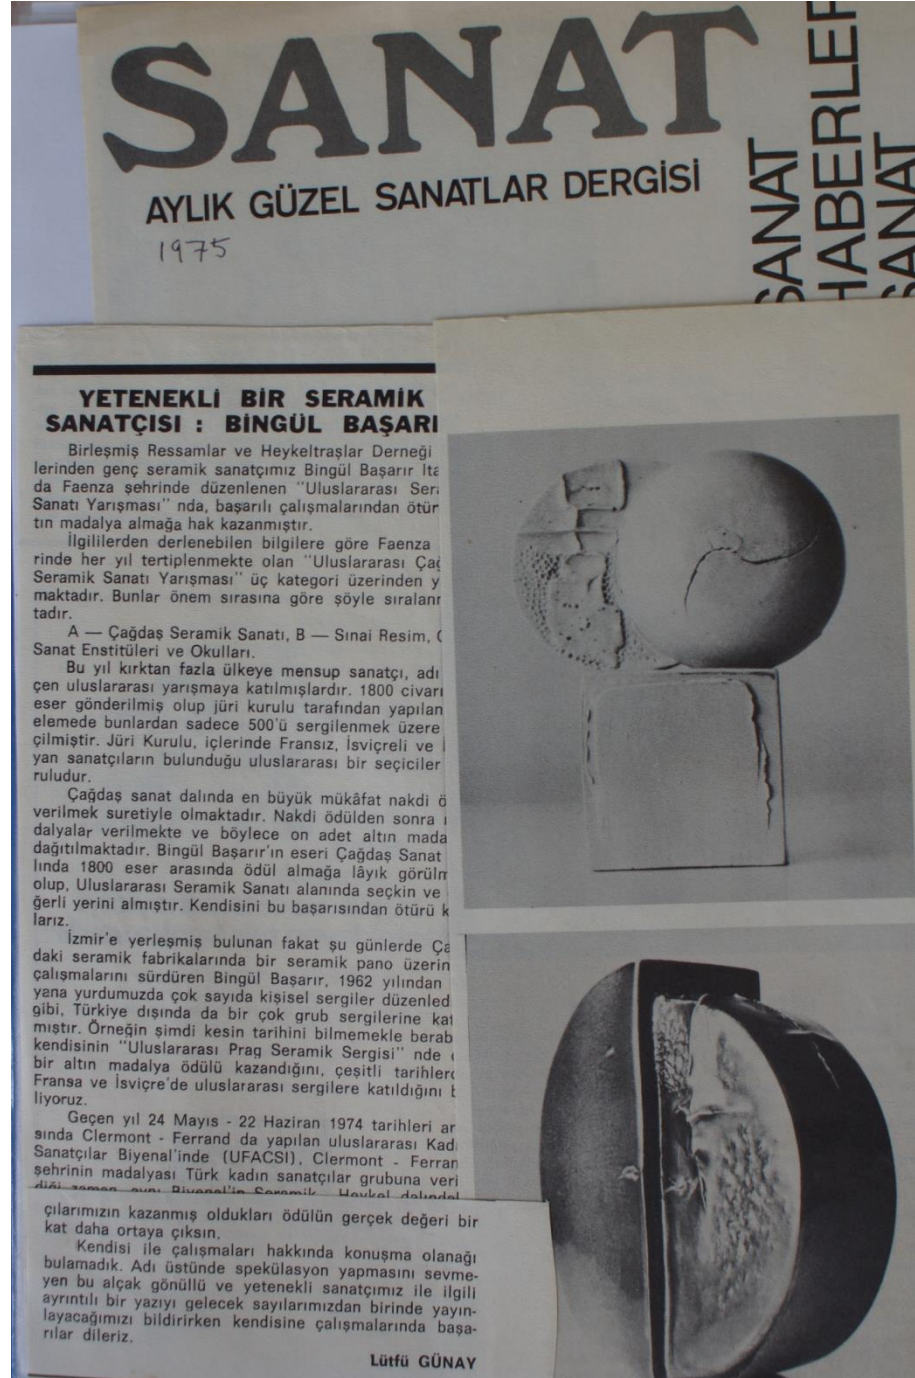 SANAT
AYLIK GÜZEL SANATLAR DERGİSİ
1975
SANAT
HABERLER
SANAT
YETENEKLİ BİR SERAMİK
SANATÇISI : BİNGÜL BAŞARI
Birleşmiş Ressamlar ve Heykeltraşlar Derneği
lerinden genç seramik sanatçımız Bingül Başarır
da Faenza şehrinde düzenlenen "Uluslararası
Sanatı Yarışması" nda, başarılı çalışmalarından ötür
tın madalya almağa hak kazanmıştır.
İlgililerden derlenebilen bilgilere göre Faenza
rinde her yıl tertiplenmekte olan "Uluslararası
Seramik Sanatı Yarışması" üç kategori üzerinden y
maktadır. Bunlar önem sırasına göre şöyle
tadır.
A — Çağdaş Seramik Sanatı, B — Sınai Resim,
Sanat Enstitüleri ve Okulları.
Bu yıl kırktan fazla ülkeye mensup sanatçı, adı
çen uluslararası yarışmaya katılmışlardır. 1800 civarı
eser gönderilmiş olup jüri kurulu tarafından yapılan
elemede bunlardan sadece 500'ü sergilenmek üzere
çilmiştir. Jüri Kurulu, içlerinde Fransız, İsviçreli ve
yan sanatçıların bulunduğu uluslararası bir seçiciler
ruludur.
Çağdaş sanat dalında en büyük mükâfat nakdi ö
verilmek suretiyle olmaktadır. Nakdi ödülden sonra
dalyalar verilmekte ve böylece on adet altın mada
dağıtılmaktadır. Bingül Başarır'ın eseri Çağdaş Sanat
lında 1800 eser arasında ödül almağa lâyık görülm
olup, Uluslararası Seramik Sanatı alanında seçkin ve
ğerli yerini almıştır. Kendisini bu başarısından ötürü k
larız.
İzmir'e yerleşmiş bulunan fakat şu günlerde Ça
daki seramik fabrikalarında bir seramik pano üzerin
çalışmalarını sürdüren Bingül Başarır, 1962 yılından
yana yurdumuzda çok sayıda kişisel sergiler düzenled
gibi, Türkiye dışında da bir çok grub sergilerine kat
mıştır. Örneğin şimdi kesin tarihini bilmemekle berab
kendisinin "Uluslararası Prag Seramik Sergisi" nde
bir altın madalya ödülü kazandığını, çeşitli
Fransa ve İsviçre'de uluslararası sergilere katıldığını
liyoruz.
Geçen yıl 24 Mayıs - 22 Haziran 1974 tarihleri ar
sında Clermont - Ferrand da yapılan uluslararası Kad
Sanatçılar Biyenal'inde (UFACSI), Clermont - Ferran
şehrinin madalyası Türk kadın sanatçılar grubuna veri
diği zaman aynı Biyenal'in Seramik - Heykel dalındal
çılarımızın kazanmış oldukları ödülün gerçek değeri bir
kat daha ortaya çıksın.
Kendisi ile çalışmaları hakkında konuşma olanağı
bulamadık. Adı üstünde spekülasyon yapmasını sevme-
yen bu alçak gönüllü ve yetenekli sanatçımız ile ilgili
ayrıntılı bir yazıyı gelecek sayılarımızdan birinde yayın-
layacağımızı bildirirken kendisine çalışmalarında başa-
rılar dileriz.
Lütfü GÜNAY